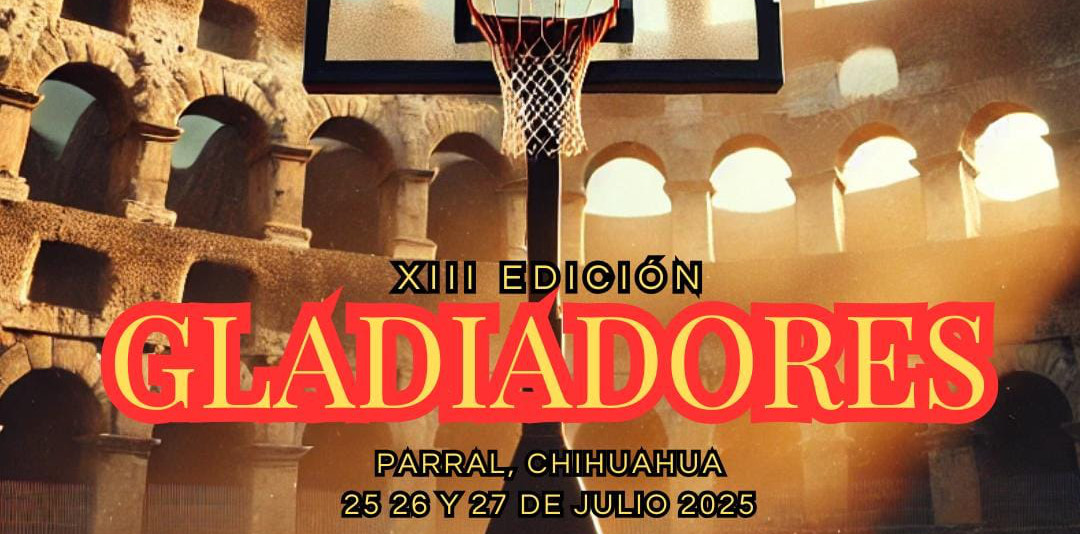 XIII EDICIÓN
GLADIADORES
PARRAL, CHIHUAHUA
25 26 Y 27 DE JULIO 2025